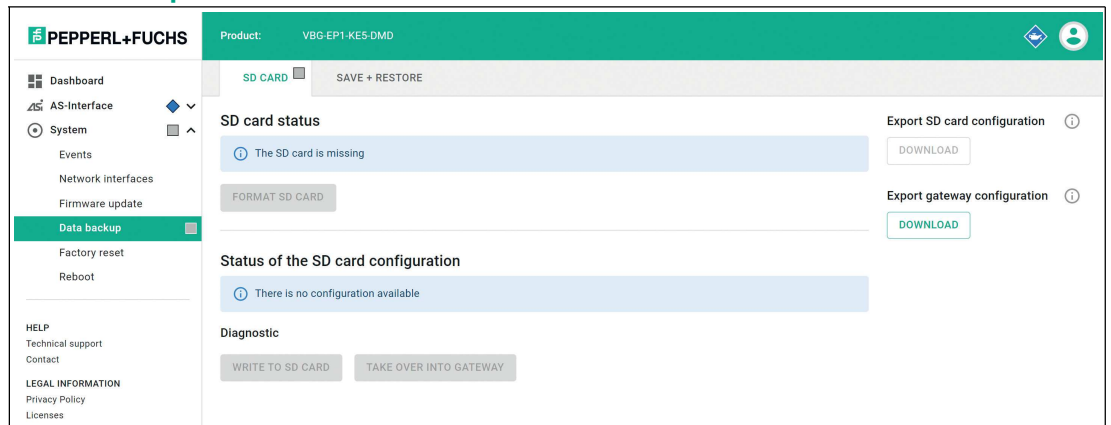 PEPPERL+FUCHS
Product: VBG-EP1-KE5-DMD
Dashboard
AS-Interface
System
Events
Network interfaces
Firmware update
Data backup
Factory reset
Reboot
HELP
Technical support
Contact
LEGAL INFORMATION
Privacy Policy
Licenses
SD CARD SAVE + RESTORE
SD card status
The SD card is missing
FORMAT SD CARD
Status of the SD card configuration
There is no configuration available
Diagnostic
WRITE TO SD CARD TAKE OVER INTO GATEWAY
Export SD card configuration
DOWNLOAD
Export gateway configuration
DOWNLOAD